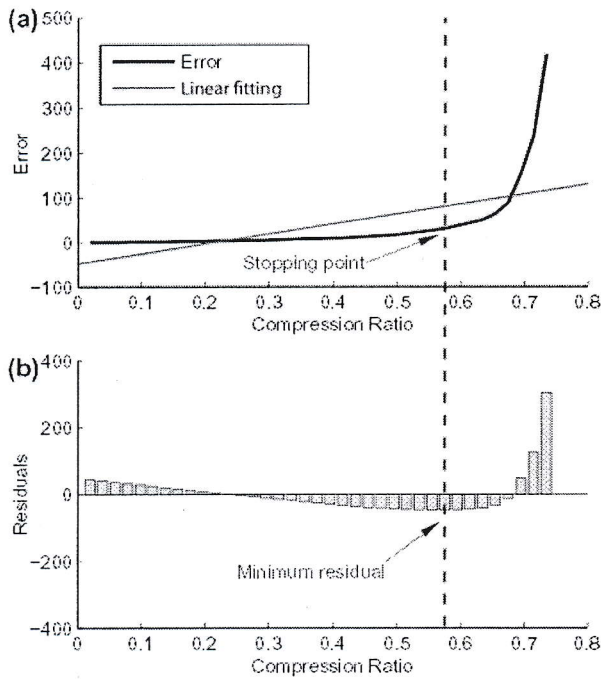 (a)
500
400
300
200
100
0
−100
Error
Error
Linear fitting
Stopping point
0 0.1 0.2 0.3 0.4 0.5 0.6 0.7 0.8
Compression Ratio
(b)
400
200
0
−200
−400
Residuals
Minimum residual
0 0.1 0.2 0.3 0.4 0.5 0.6 0.7 0.8
Compression Ratio